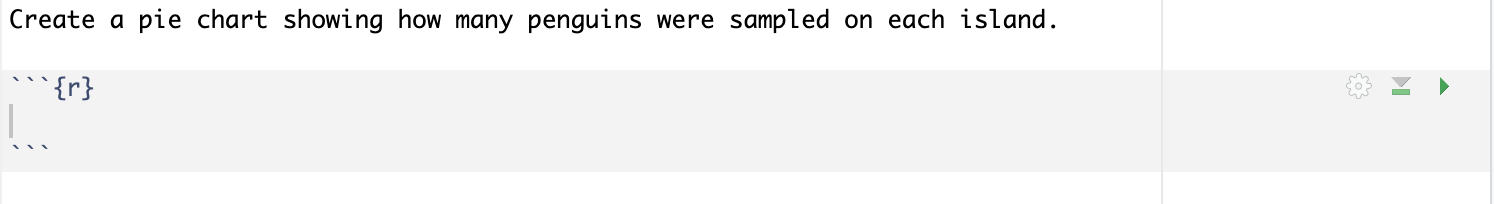 Create a pie chart showing how many penguins were sampled on each island.
```{r}
```